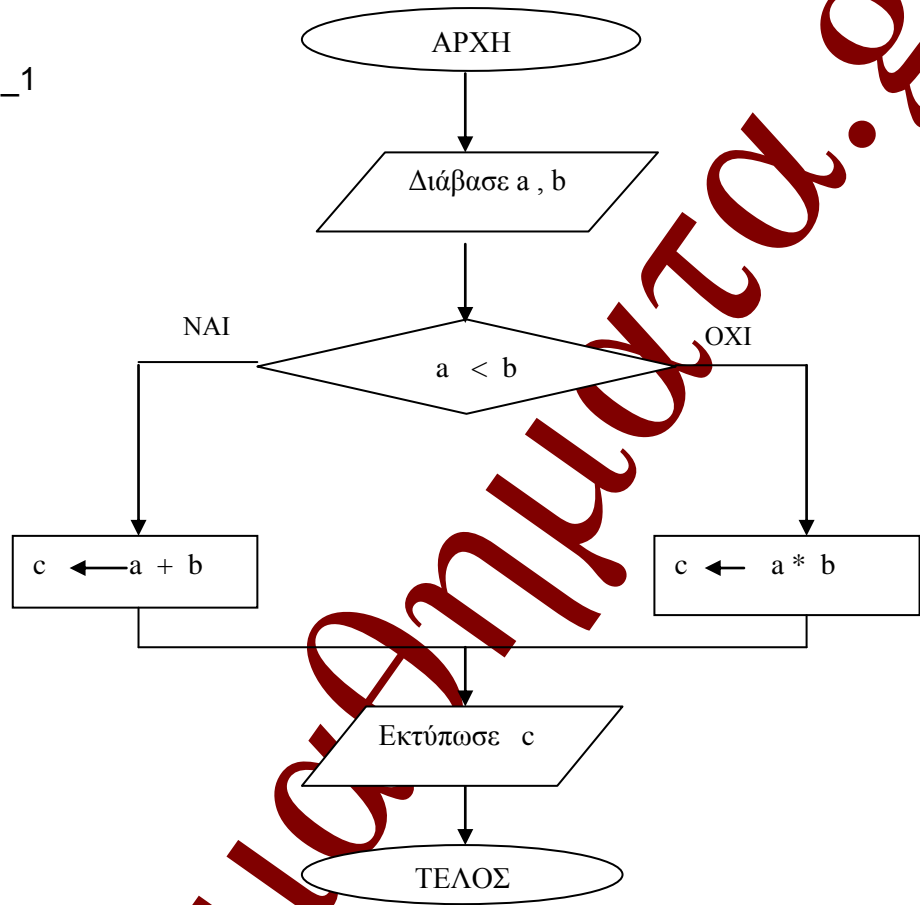 ΑΡΧΗ
_1
Διάβασε a , b
ΝΑΙ
ΟΧΙ
a < b
c ← a + b
c ← a * b
Εκτύπωσε c
ΤΕΛΟΣ